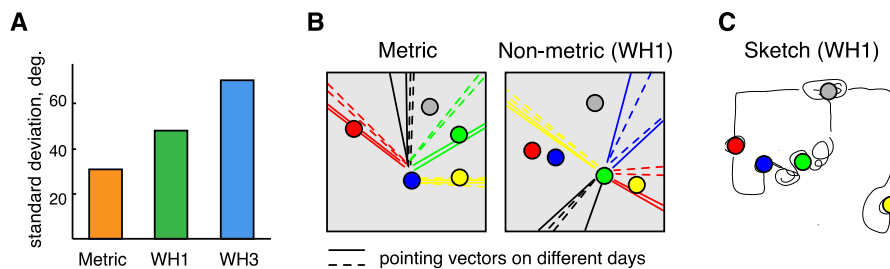 A
standard deviation, deg.
60
40
20
Metric
WH1
WH3
B
Metric
Non-metric (WH1)
pointing vectors on different days
C
Sketch (WH1)